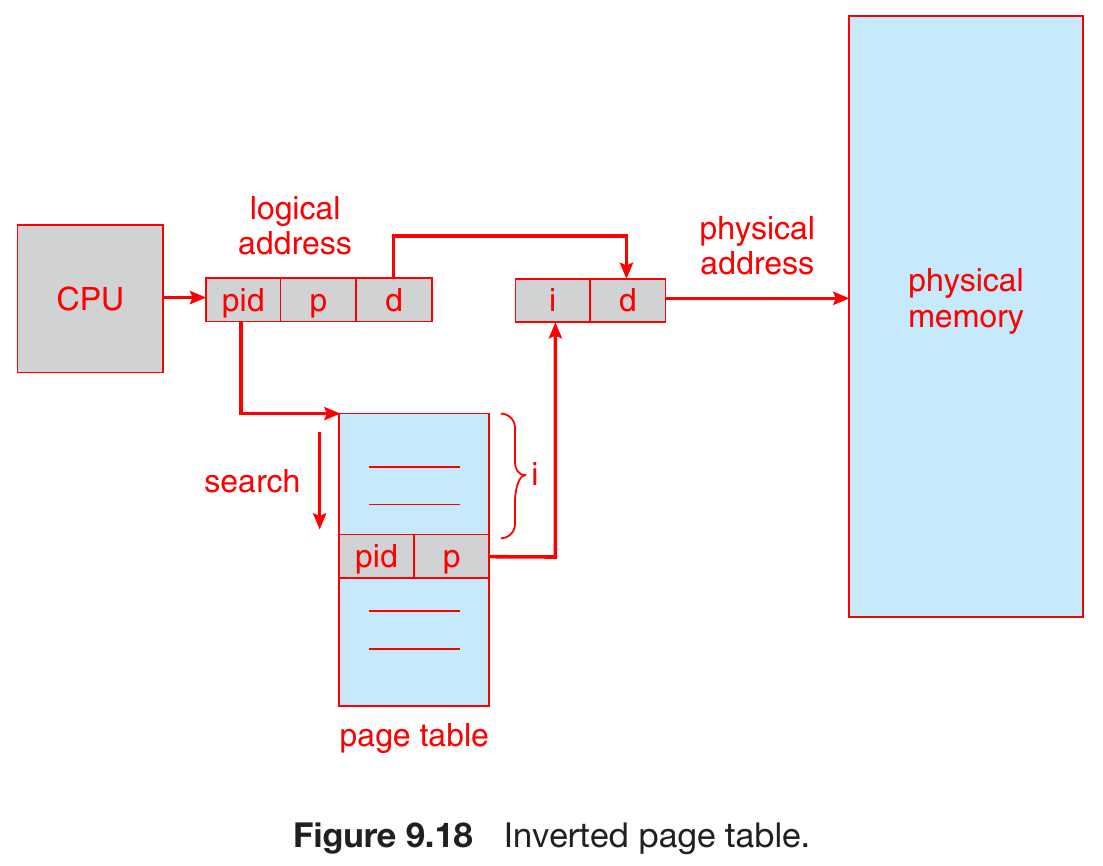 CPU
logical
address
pid p d
i d
physical
address
physical
memory
search
i
pid p
page table
Figure 9.18 Inverted page table.